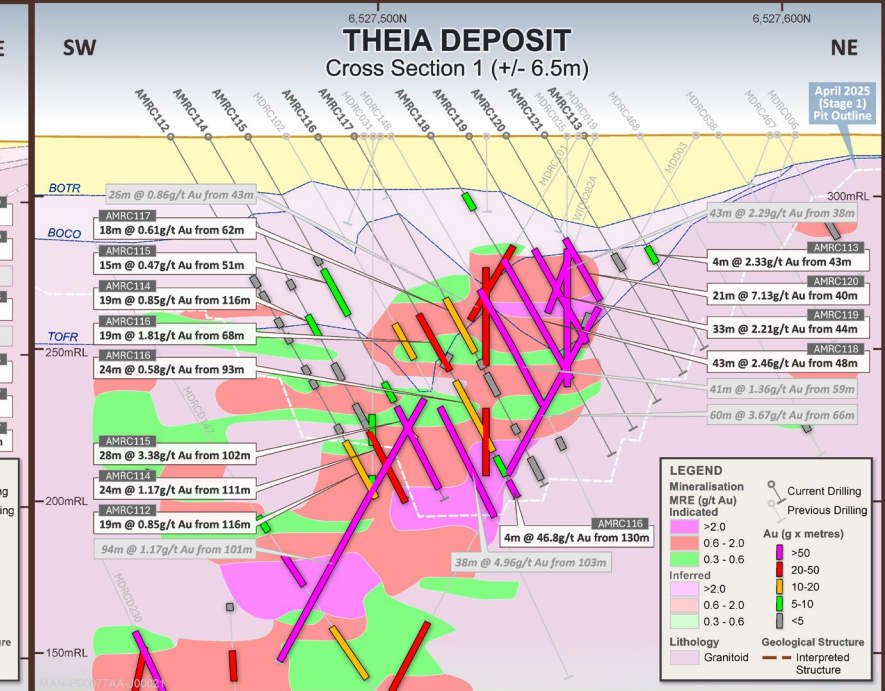 6,527,500N
6,527,600N
SW
THEIA DEPOSIT
NE
Cross Section 1 (+/- 6.5m)
April 2025
(Stage 1)
Pit Outline
AMRC112
AMRC114
AMRC115
MDRC102
AMRC116
AMRC117
MDRC031
MDRC148
AMRC118
AMRC119
AMRC120
AMRC121
AMRC113
MDRC019
MDRC468
MDRC638
MDRC467
MDRC006
MDD03
BOTR
BOCO
TOFR
300mRL
250mRL
200mRL
150mRL
26m @ 0.86g/t Au from 43m
AMRC117
18m @ 0.61g/t Au from 62m
AMRC115
15m @ 0.47g/t Au from 51m
AMRC114
19m @ 0.85g/t Au from 116m
AMRC116
19m @ 1.81g/t Au from 68m
AMRC116
24m @ 0.58g/t Au from 93m
AMRC115
28m @ 3.38g/t Au from 102m
AMRC114
24m @ 1.17g/t Au from 111m
AMRC112
19m @ 0.85g/t Au from 116m
94m @ 1.17g/t Au from 101m
43m @ 2.29g/t Au from 38m
AMRC113
4m @ 2.33g/t Au from 43m
AMRC120
21m @ 7.13g/t Au from 40m
AMRC119
33m @ 2.21g/t Au from 44m
AMRC118
43m @ 2.46g/t Au from 48m
41m @ 1.36g/t Au from 59m
60m @ 3.67g/t Au from 66m
AMRC116
4m @ 46.8g/t Au from 130m
38m @ 4.96g/t Au from 103m
MDRCD230
LEGEND
Mineralisation
MRE (g/t Au)
Indicated
>2.0
0.6 - 2.0
0.3 - 0.6
Inferred
>2.0
0.6 - 2.0
0.3 - 0.6
Lithology
Granitoid
Current Drilling
Previous Drilling
Au (g x metres)
>50
20-50
10-20
5-10
<5
Geological Structure
Interpreted
Structure